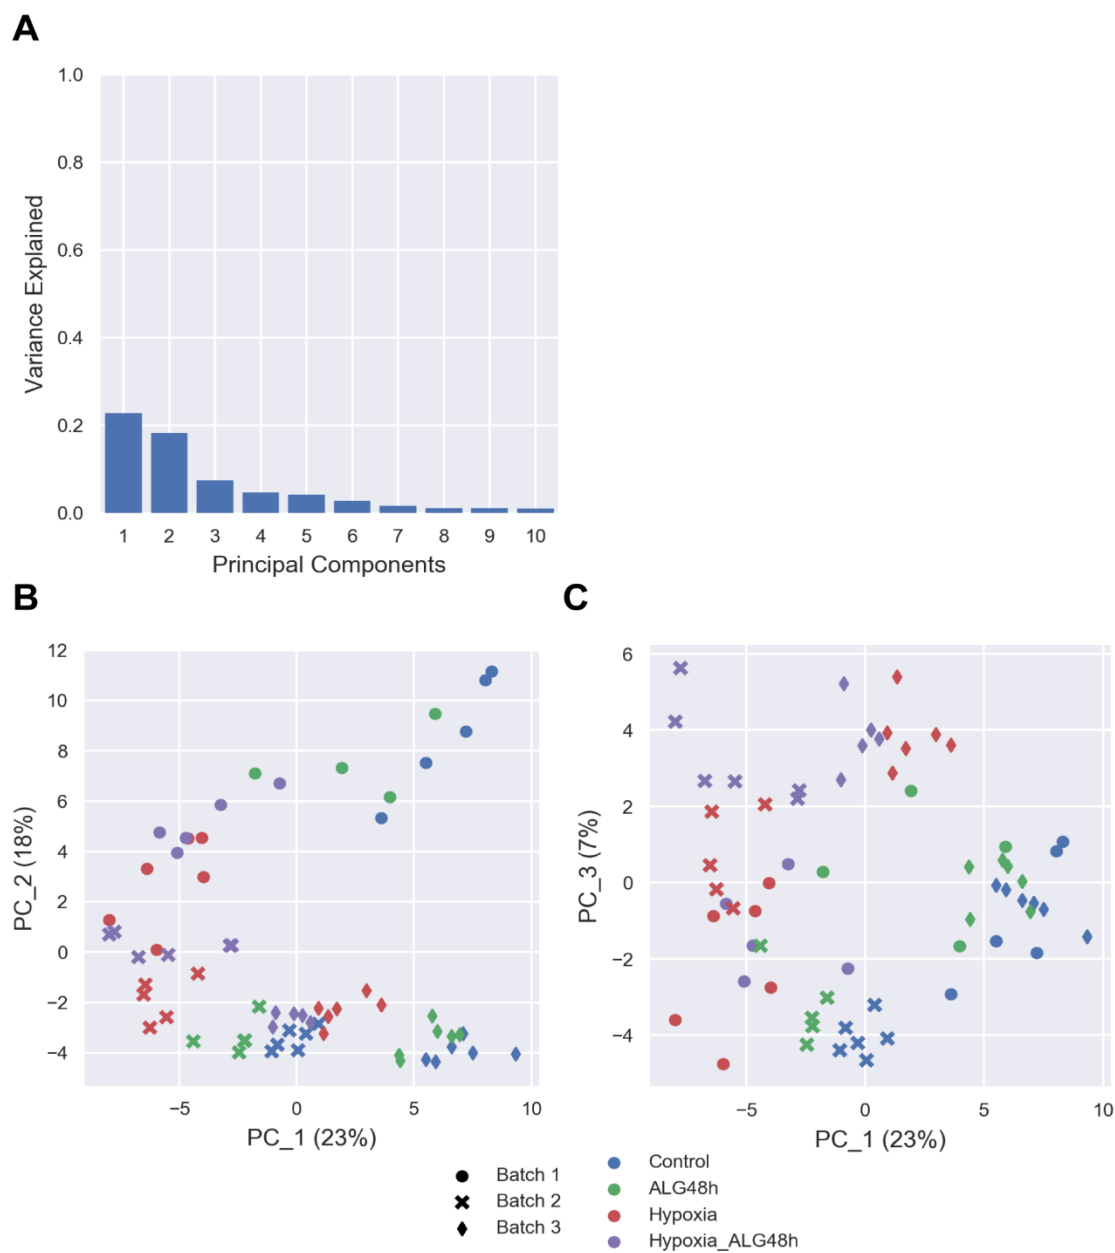 A
1.0
0.8
0.6
0.4
0.2
0.0
Variance Explained
1 2 3 4 5 6 7 8 9 10
Principal Components
B
12
10
8
6
4
2
0
−2
−4
PC_2 (18%)
−5 0 5 10
PC_1 (23%)
C
6
4
2
0
−2
−4
PC_3 (7%)
−5 0 5 10
PC_1 (23%)
Batch 1
Batch 2
Batch 3
Control
ALG48h
Hypoxia
Hypoxia_ALG48h